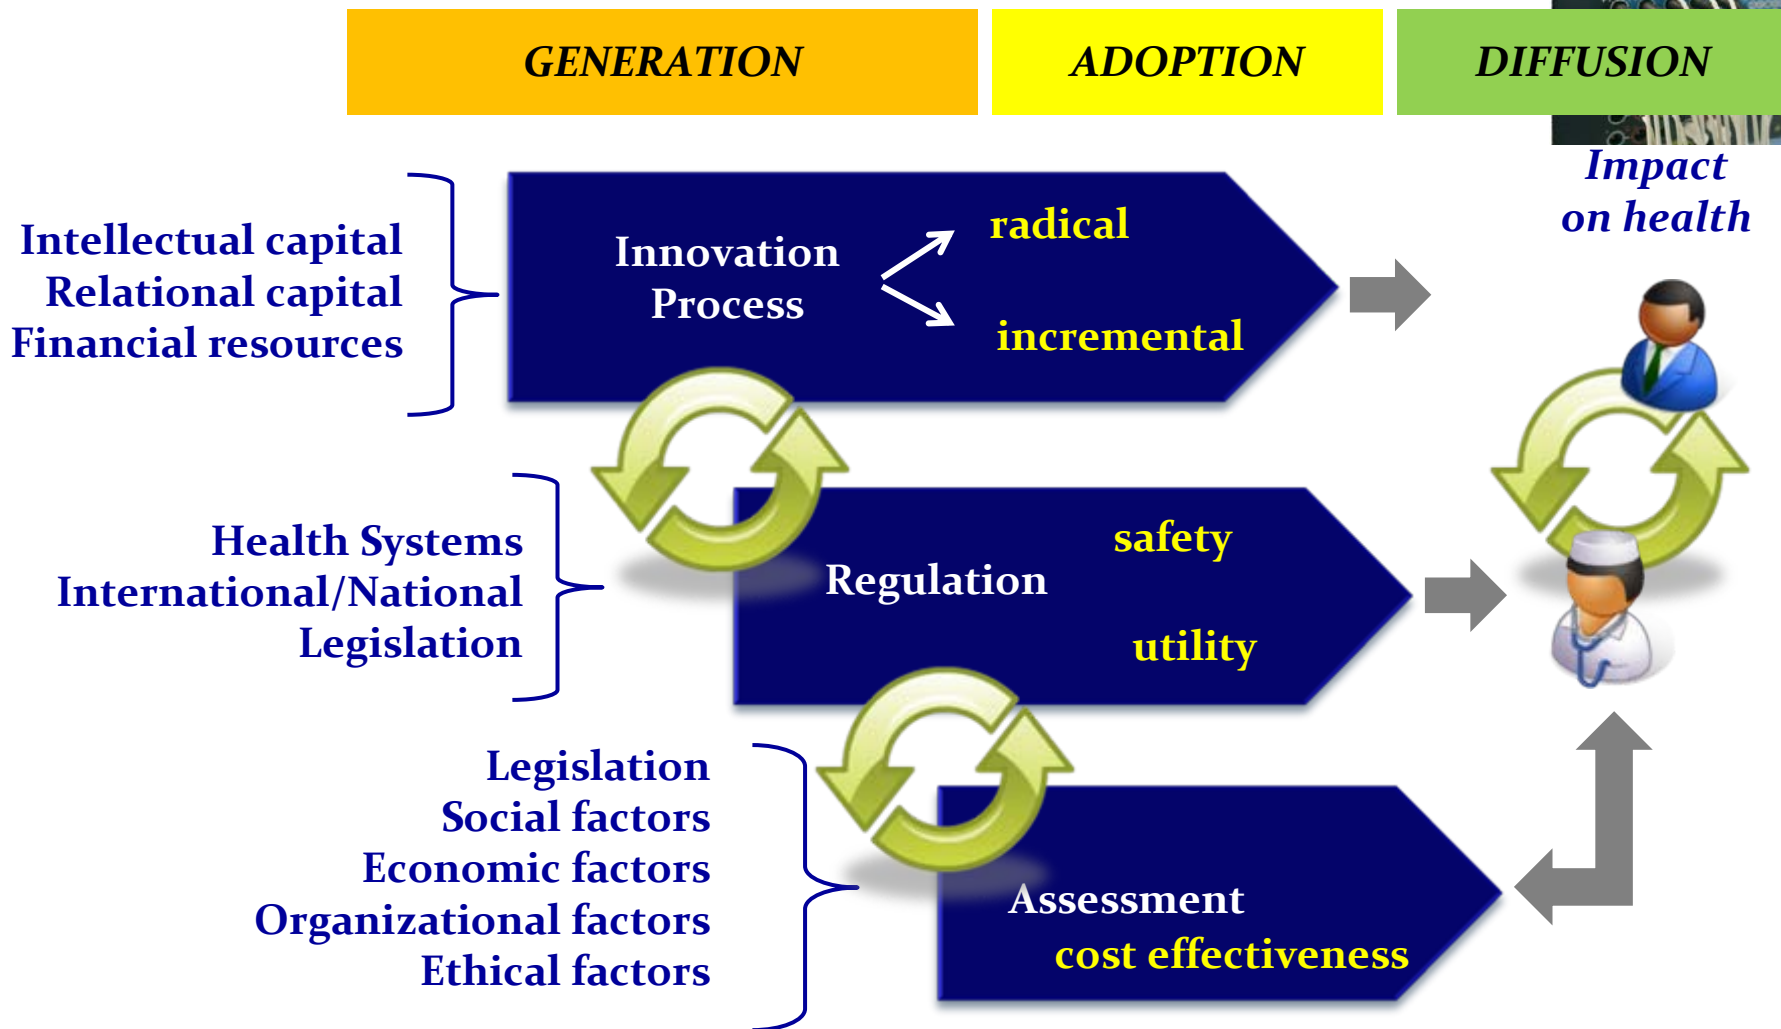 GENERATION
ADOPTION
DIFFUSION
Impact
on health
Intellectual capital
Relational capital
Financial resources
Innovation
Process
radical
incremental
Health Systems
International/National
Legislation
Regulation
safety
utility
Legislation
Social factors
Economic factors
Organizational factors
Ethical factors
Assessment
cost effectiveness